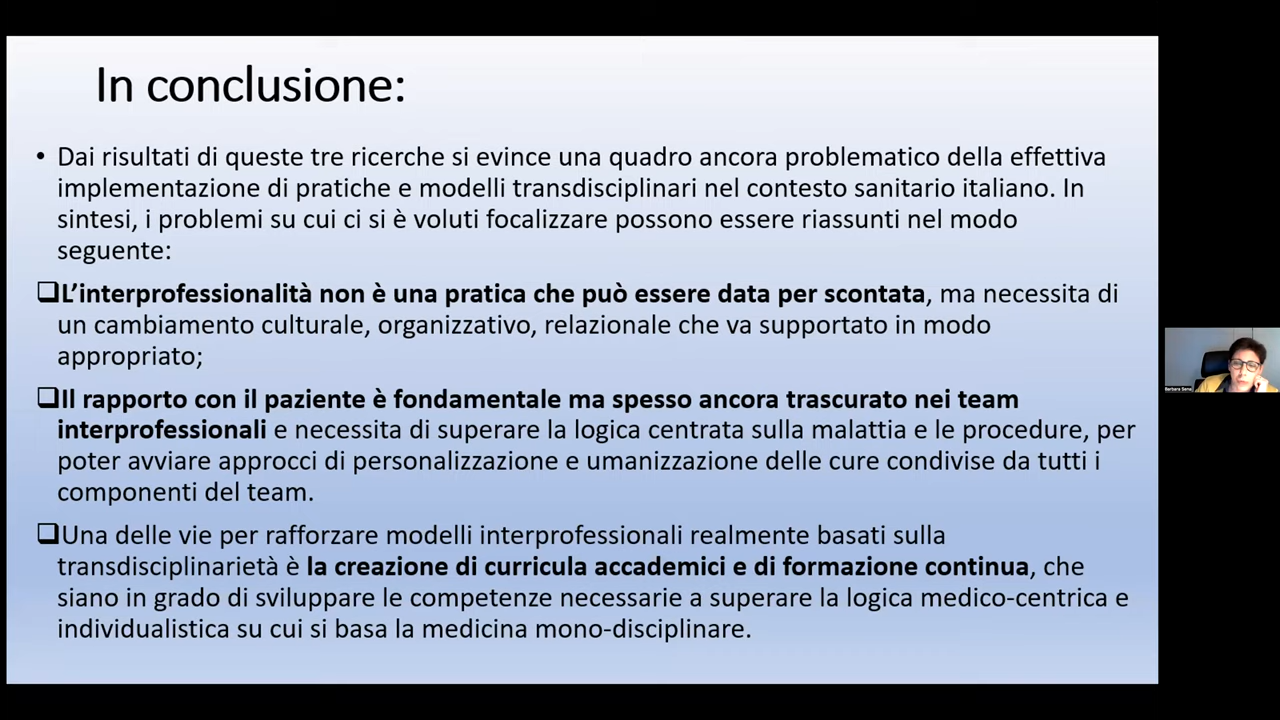 In conclusione:
• Dai risultati di queste tre ricerche si evince una quadro ancora problematico della effettiva
implementazione di pratiche e modelli transdisciplinari nel contesto sanitario italiano. In
sintesi, i problemi su cui ci si è voluti focalizzare possono essere riassunti nel modo
seguente:
❑L’interprofessionalità non è una pratica che può essere data per scontata, ma necessita di
un cambiamento culturale, organizzativo, relazionale che va supportato in modo
appropriato;
❑Il rapporto con il paziente è fondamentale ma spesso ancora trascurato nei team
interprofessionali e necessita di superare la logica centrata sulla malattia e le procedure, per
poter avviare approcci di personalizzazione e umanizzazione delle cure condivise da tutti i
componenti del team.
❑Una delle vie per rafforzare modelli interprofessionali realmente basati sulla
transdisciplinarietà è la creazione di curricula accademici e di formazione continua, che
siano in grado di sviluppare le competenze necessarie a superare la logica medico-centrica e
individualistica su cui si basa la medicina mono-disciplinare.
Barbara Sena